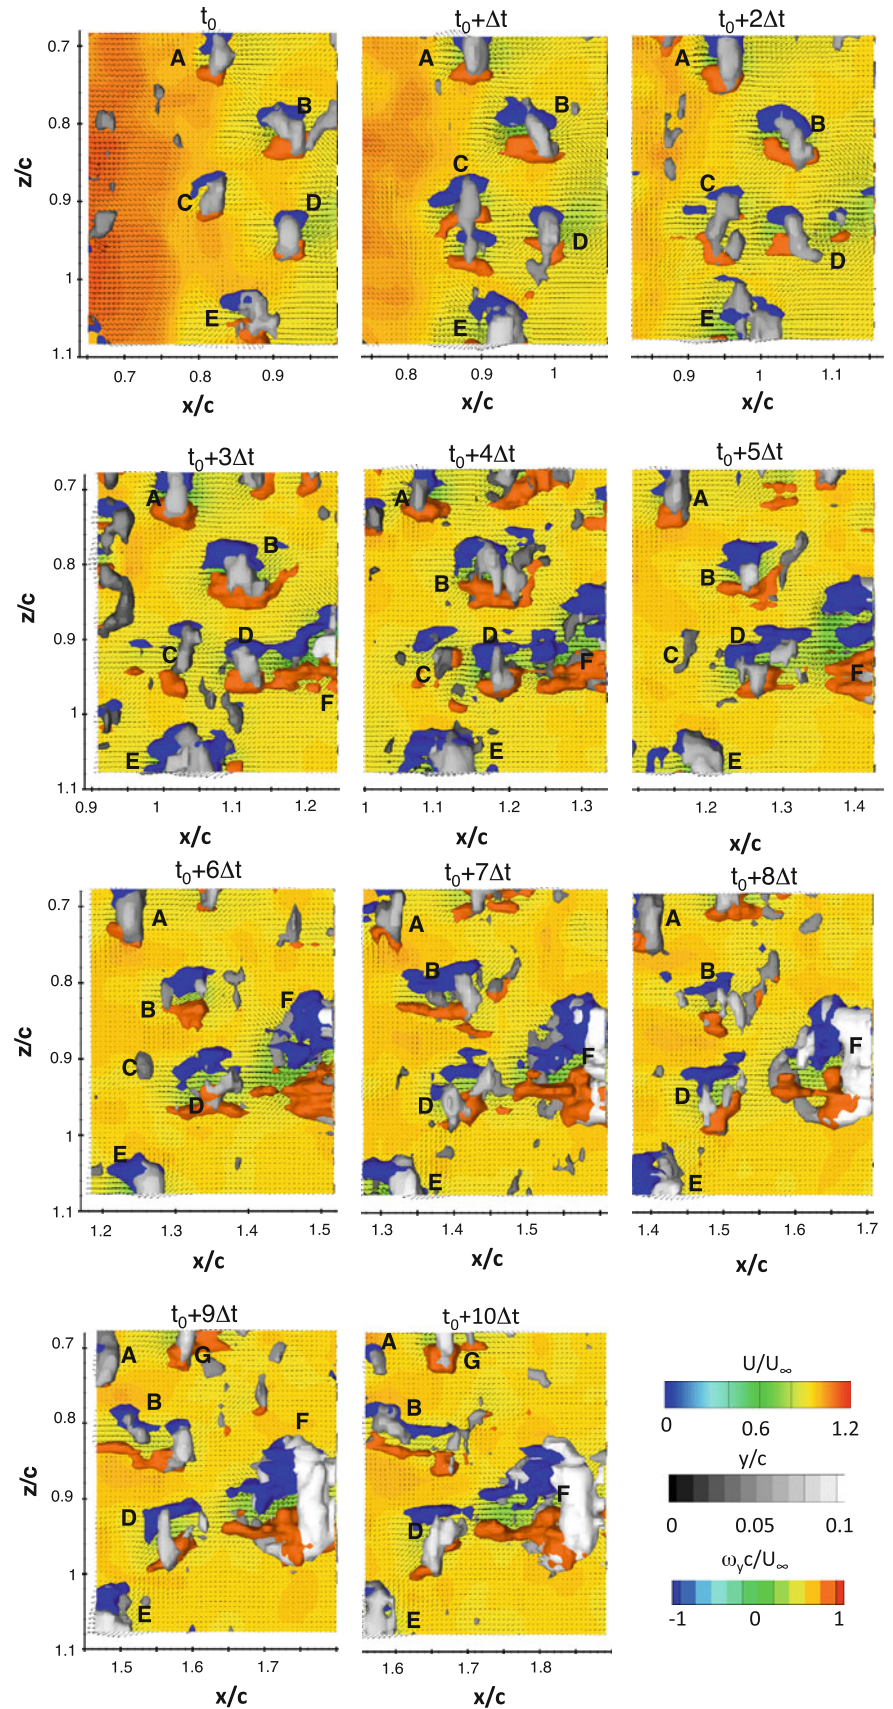 t₀ t₀+Δt t₀+2Δt
0.7 A A A
B B B
0.8
z/c C C C
0.9 D D D
1
E E E
1.1
0.7 0.8 0.9 0.8 0.9 1 0.9 1 1.1
x/c x/c x/c
t₀+3Δt t₀+4Δt t₀+5Δt
0.7 A A A
B B B
0.8
z/c
0.9 C D C D C D
F F F
1
E E E
1.1
0.9 1 1.1 1.2 1 1.1 1.2 1.3 1.2 1.3 1.4
x/c x/c x/c
t₀+6Δt t₀+7Δt t₀+8Δt
0.7 A A A
0.8 B B B
z/c F F F
0.9 C
D D D
1
E E E
1.1
1.2 1.3 1.4 1.5 1.3 1.4 1.5 1.4 1.5 1.6 1.7
x/c x/c x/c
t₀+9Δt t₀+10Δt
0.7 A G A G
0.8 B F B
z/c
0.9 D D F
1
E E
1.1
1.5 1.6 1.7 1.6 1.7 1.8
x/c x/c
U/U∞
0 0.6 1.2
y/c
0 0.05 0.1
ωᵧc/U∞
-1 0 1